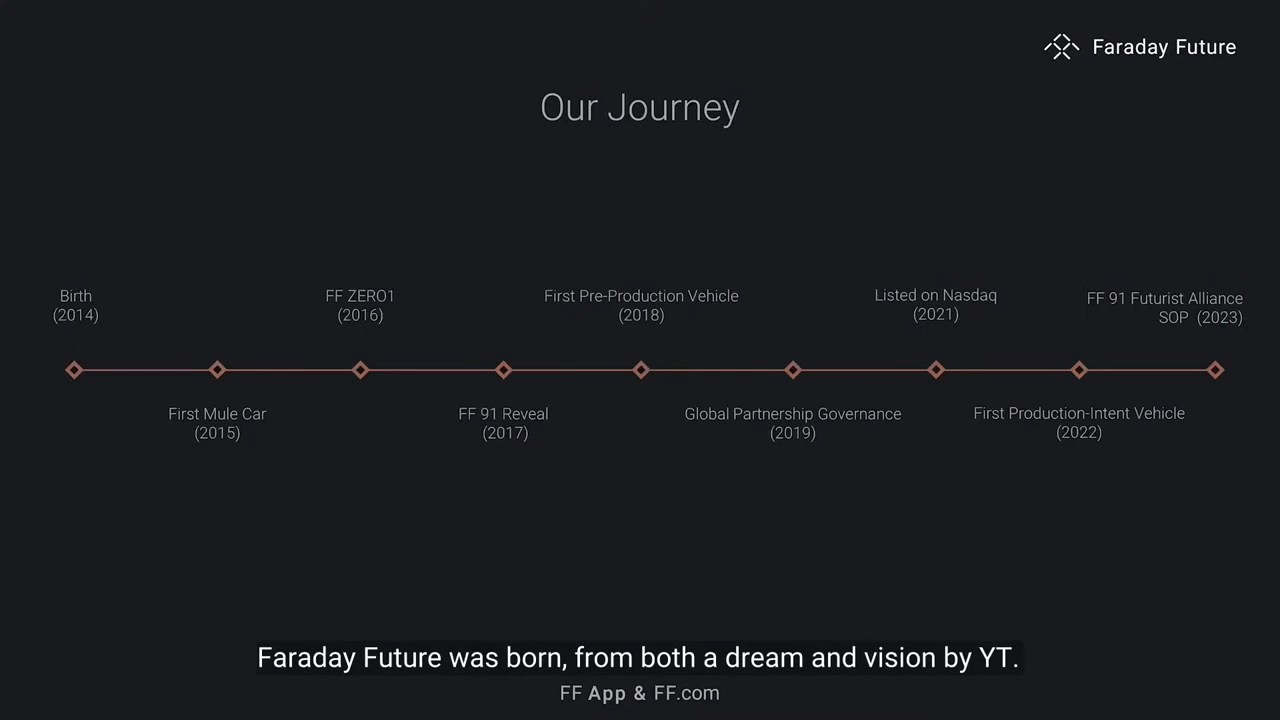 Faraday Future
Our Journey
Birth
(2014)
FF ZERO1
(2016)
First Pre-Production Vehicle
(2018)
Listed on Nasdaq
(2021)
FF 91 Futurist Alliance
SOP (2023)
First Mule Car
(2015)
FF 91 Reveal
(2017)
Global Partnership Governance
(2019)
First Production-Intent Vehicle
(2022)
Faraday Future was born, from both a dream and vision by YT.
FF App & FF.com